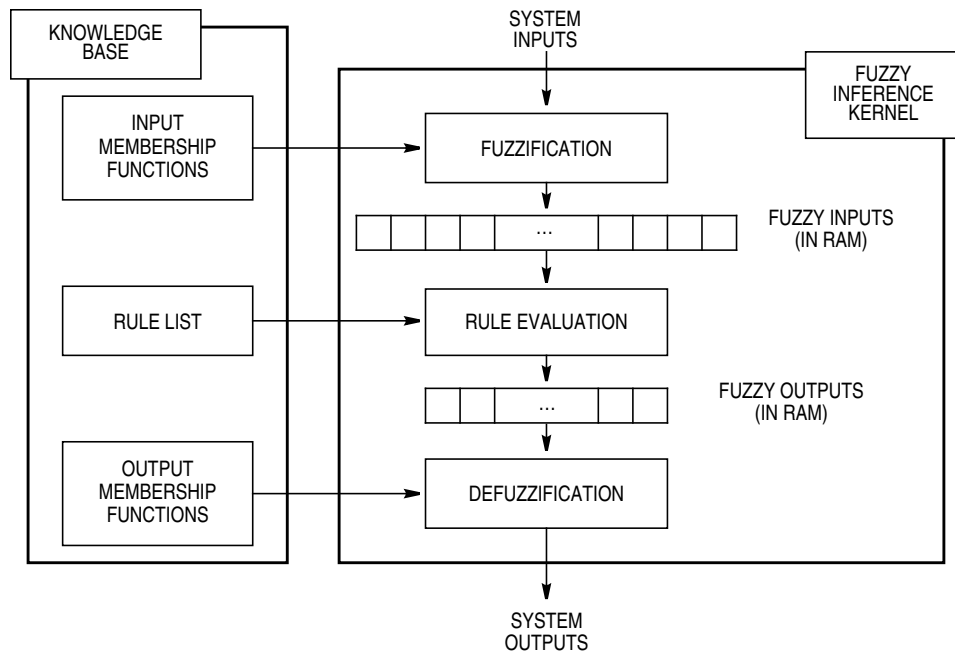 KNOWLEDGE
BASE
SYSTEM
INPUTS
FUZZY
INFERENCE
KERNEL
INPUT
MEMBERSHIP
FUNCTIONS
FUZZIFICATION
...
FUZZY INPUTS
(IN RAM)
RULE LIST
RULE EVALUATION
...
FUZZY OUTPUTS
(IN RAM)
OUTPUT
MEMBERSHIP
FUNCTIONS
DEFUZZIFICATION
SYSTEM
OUTPUTS